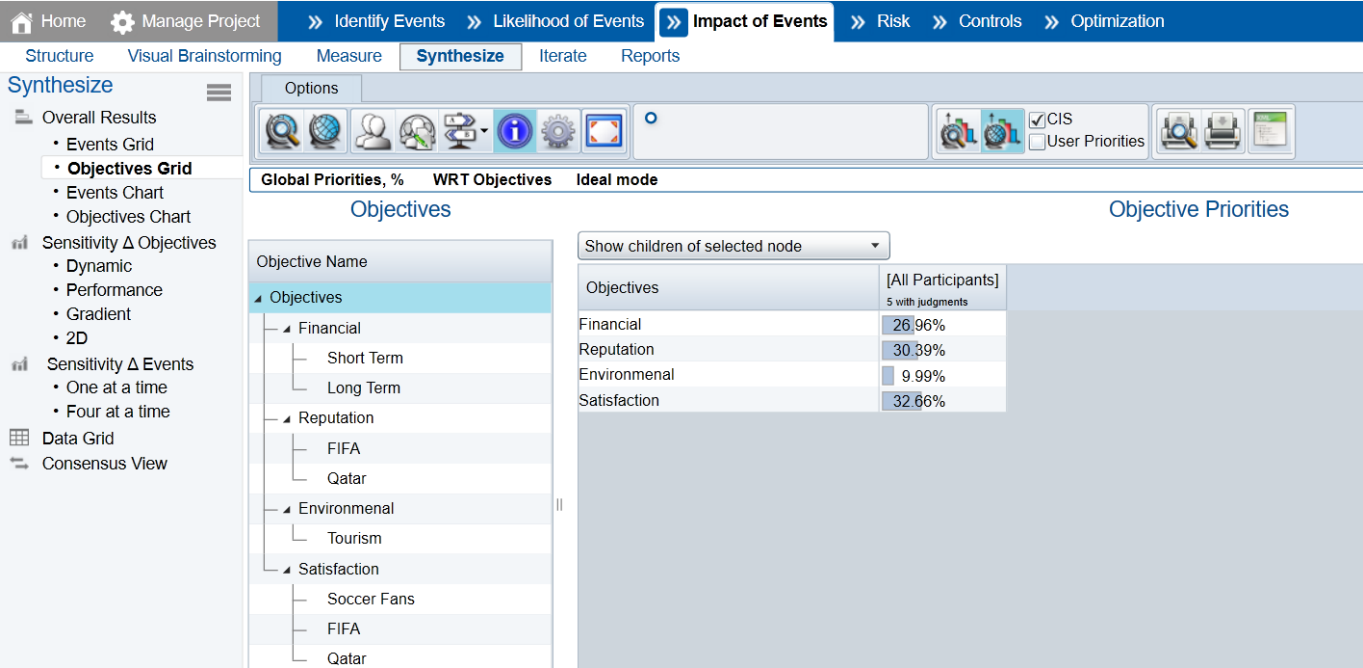 Home Manage Project Identify Events Likelihood of Events Impact of Events Risk Controls Optimization
Structure Visual Brainstorming Measure Synthesize Iterate Reports
Synthesize
Overall Results
• Events Grid
• Objectives Grid
• Events Chart
• Objectives Chart
Sensitivity Δ Objectives
• Dynamic
• Performance
• Gradient
• 2D
Sensitivity Δ Events
• One at a time
• Four at a time
Data Grid
Consensus View
Options
CIS
User Priorities
Global Priorities, % WRT Objectives Ideal mode
Objectives
Objective Name
Objectives
Financial
Short Term
Long Term
Reputation
FIFA
Qatar
Environmenal
Tourism
Satisfaction
Soccer Fans
FIFA
Qatar
Objective Priorities
Show children of selected node
Objectives [All Participants]
5 with judgments
Financial 26.96%
Reputation 30.39%
Environmenal 9.99%
Satisfaction 32.66%